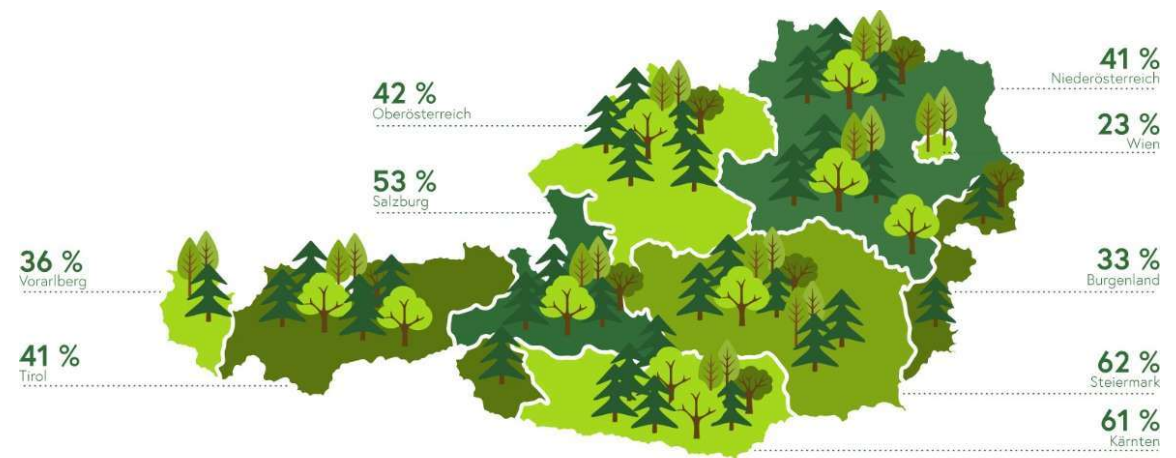 41 %
Niederösterreich
42 %
Oberösterreich
23 %
Wien
53 %
Salzburg
36 %
Vorarlberg
33 %
Burgenland
41 %
Tirol
62 %
Steiermark
61 %
Kärnten